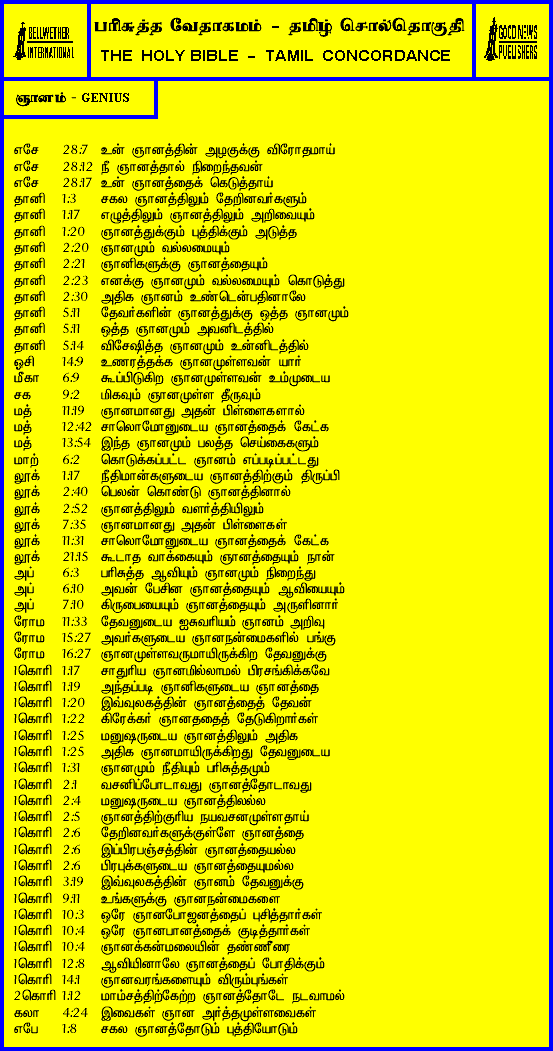 BELLWETHER
INTERNATIONAL
பரிசுத்த வேதாகமம் - தமிழ் சொல்தொகுதி
THE HOLY BIBLE - TAMIL CONCORDANCE
GOOD NEWS
PUBLISHERS
ஞானம் - GENIUS
எசே 28:7 உன் ஞானத்தின் அழகுக்கு விரோதமாய்
எசே 28:12 நீ ஞானத்தால் நிறைந்தவன்
எசே 28:17 உன் ஞானத்தைக் கெடுத்தாய்
தானி 1:3 சகல ஞானத்திலும் தேறினவர்களும்
தானி 1:17 எழுத்திலும் ஞானத்திலும் அறிவையும்
தானி 1:20 ஞானத்துக்கும் புத்திக்கும் அடுத்த
தானி 2:20 ஞானமும் வல்லமையும்
தானி 2:21 ஞானிகளுக்கு ஞானத்தையும்
தானி 2:23 எனக்கு ஞானமும் வல்லமையும் கொடுத்து
தானி 2:30 அதிக ஞானம் உண்டென்பதினாலே
தானி 5:11 தேவர்களின் ஞானத்துக்கு ஒத்த ஞானமும்
தானி 5:11 ஒத்த ஞானமும் அவனிடத்தில்
தானி 5:14 விசேஷித்த ஞானமும் உன்னிடத்தில்
ஓசி 14:9 உணரத்தக்க ஞானமுள்ளவன் யார்
மீகா 6:9 கூப்பிடுகிற ஞானமுள்ளவன் உம்முடைய
சக 9:2 மிகவும் ஞானமுள்ள தீருவும்
மத் 11:19 ஞானமானது அதன் பிள்ளைகளால்
மத் 12:42 சாலொமோனுடைய ஞானத்தைக் கேட்க
மத் 13:54 இந்த ஞானமும் பலத்த செய்கைகளும்
மாற் 6:2 கொடுக்கப்பட்ட ஞானம் எப்படிப்பட்டது
லூக் 1:17 நீதிமான்களுடைய ஞானத்திற்கும் திருப்பி
லூக் 2:40 பெலன் கொண்டு ஞானத்தினால்
லூக் 2:52 ஞானத்திலும் வளர்த்தியிலும்
லூக் 7:35 ஞானமானது அதன் பிள்ளைகள்
லூக் 11:31 சாலொமோனுடைய ஞானத்தைக் கேட்க
லூக் 21:15 கூடாத வாக்கையும் ஞானத்தையும் நான்
அப் 6:3 பரிசுத்த ஆவியும் ஞானமும் நிறைந்து
அப் 6:10 அவன் பேசின ஞானத்தையும் ஆவியையும்
அப் 7:10 கிருபையையும் ஞானத்தையும் அருளினார்
ரோம 11:33 தேவனுடைய ஐசுவரியம் ஞானம் அறிவு
ரோம 15:27 அவர்களுடைய ஞானநன்மைகளில் பங்கு
ரோம 16:27 ஞானமுள்ளவருமாயிருக்கிற தேவனுக்கு
1கொரி 1:17 சாதுரிய ஞானமில்லாமல் பிரசங்கிக்கவே
1கொரி 1:19 அந்தப்படி ஞானிகளுடைய ஞானத்தை
1கொரி 1:20 இவ்வுலகத்தின் ஞானத்தைத் தேவன்
1கொரி 1:22 கிரேக்கர் ஞானததைத் தேடுகிறார்கள்
1கொரி 1:25 மனுஷருடைய ஞானத்திலும் அதிக
1கொரி 1:25 அதிக ஞானமாயிருக்கிறது தேவனுடைய
1கொரி 1:31 ஞானமும் நீதியும் பரிசுத்தமும்
1கொரி 2:1 வசனிப்போடாவது ஞானத்தோடாவது
1கொரி 2:4 மனுஷருடைய ஞானத்திலல்ல
1கொரி 2:5 ஞானத்திற்குரிய நயவசனமுள்ளதாய்
1கொரி 2:6 தேறினவர்களுக்குள்ளே ஞானத்தை
1கொரி 2:6 இப்பிரபஞ்சத்தின் ஞானத்தையல்ல
1கொரி 2:6 பிரபுக்களுடைய ஞானத்தையுமல்ல
1கொரி 3:19 இவ்வுலகத்தின் ஞானம் தேவனுக்கு
1கொரி 9:11 உங்களுக்கு ஞானநன்மைகளை
1கொரி 10:3 ஒரே ஞானபோஜனத்தைப் புசித்தார்கள்
1கொரி 10:4 ஒரே ஞானபானத்தைக் குடித்தார்கள்
1கொரி 10:4 ஞானக்கன்மலையின் தண்ணீரை
1கொரி 12:8 ஆவியினாலே ஞானத்தைப் போதிக்கும்
1கொரி 14:1 ஞானவரங்களையும் விரும்புங்கள்
2கொரி 1:12 மாம்சத்திற்கேற்ற ஞானத்தோடே நடவாமல்
கலா 4:24 இவைகள் ஞான அர்த்தமுள்ளவைகள்
எபே 1:8 சகல ஞானத்தோடும் புத்தியோடும்